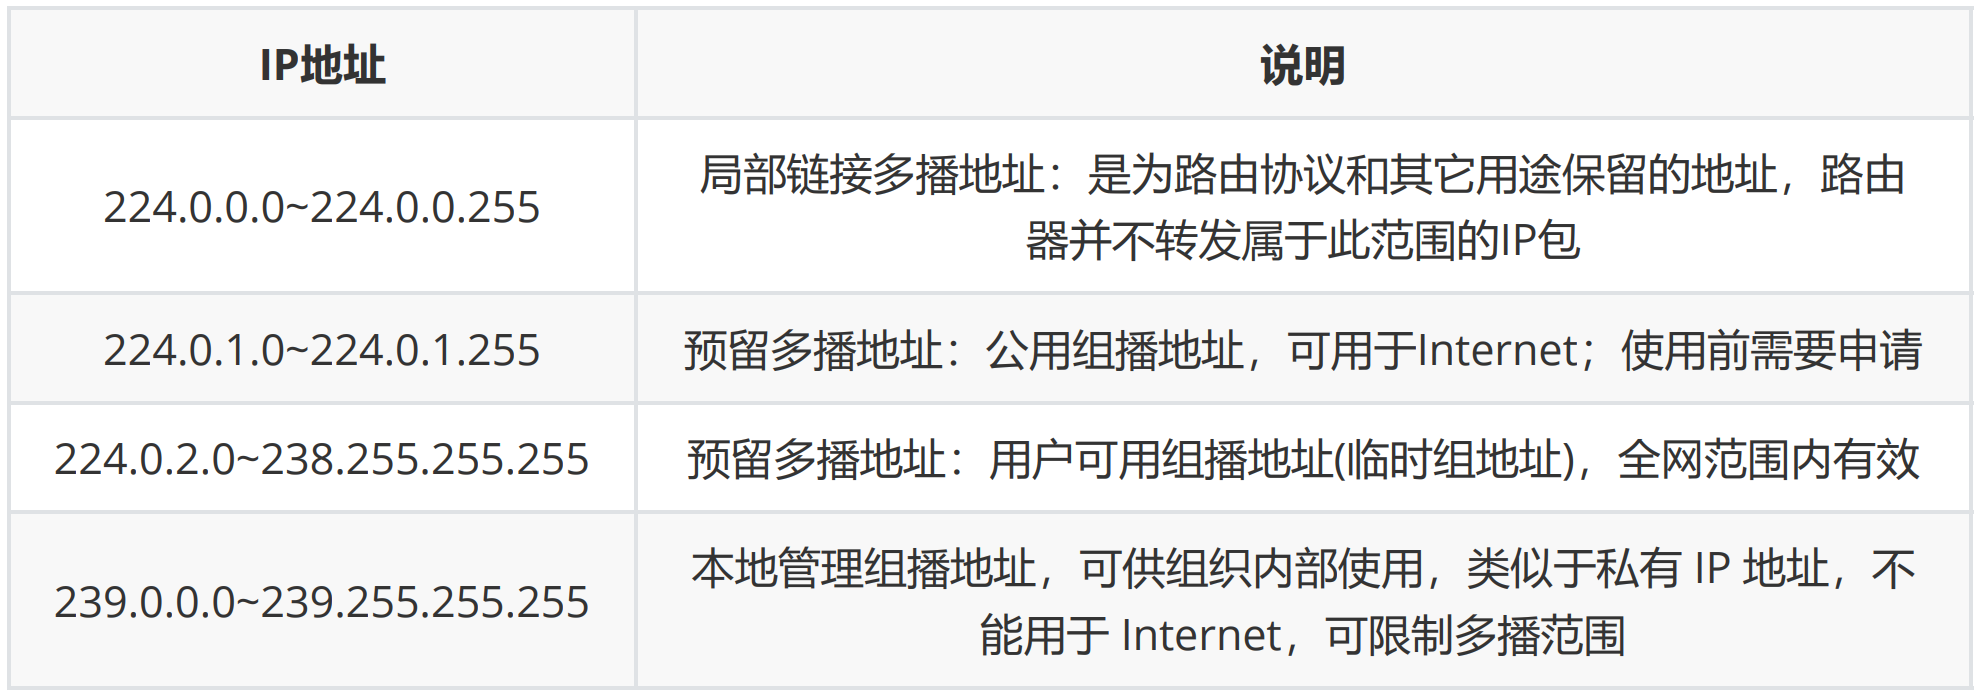 IP地址
说明
224.0.0.0~224.0.0.255
局部链接多播地址：是为路由协议和其它用途保留的地址，路由
器并不转发属于此范围的IP包
224.0.1.0~224.0.1.255
预留多播地址：公用组播地址，可用于Internet；使用前需要申请
224.0.2.0~238.255.255.255
预留多播地址：用户可用组播地址(临时组地址)，全网范围内有效
239.0.0.0~239.255.255.255
本地管理组播地址，可供组织内部使用，类似于私有 IP 地址，不
能用于 Internet，可限制多播范围